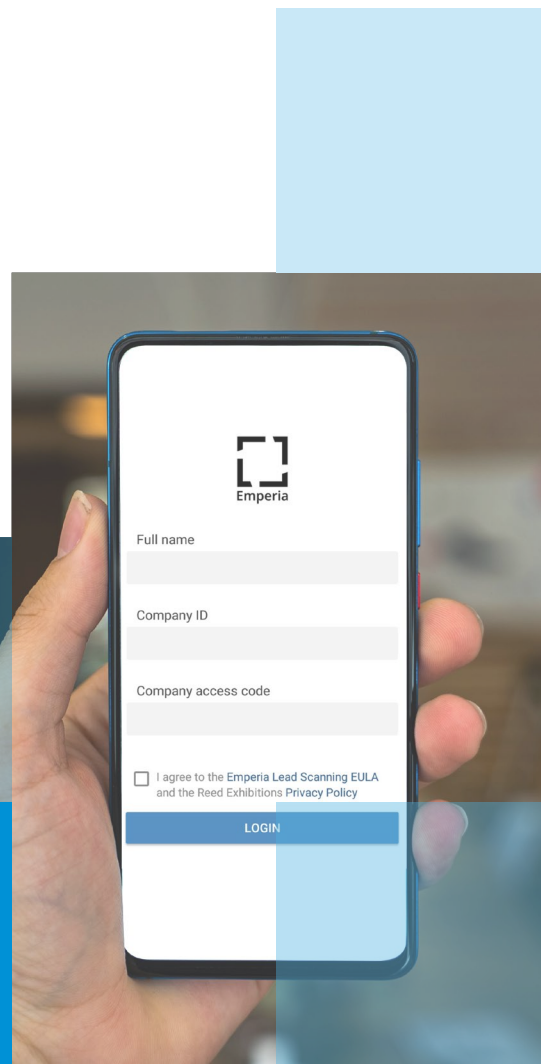 Emperia
Full name
Company ID
Company access code
I agree to the Emperia Lead Scanning EULA
and the Reed Exhibitions Privacy Policy
LOGIN